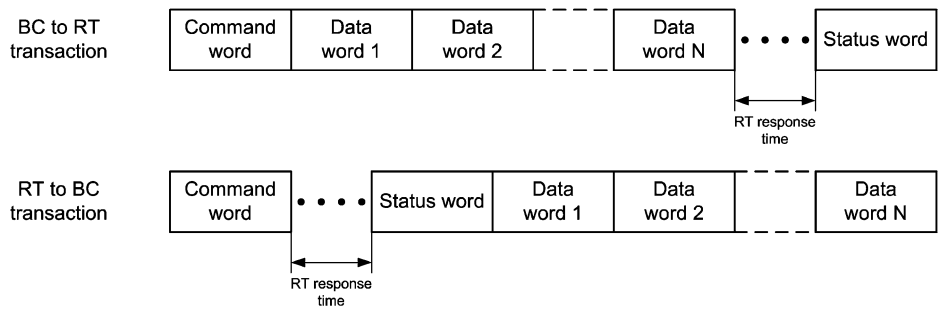 BC to RT
transaction
Command
word
Data
word 1
Data
word 2
Data
word N
Status word
RT response
time
RT to BC
transaction
Command
word
Status word
Data
word 1
Data
word 2
Data
word N
RT response
time